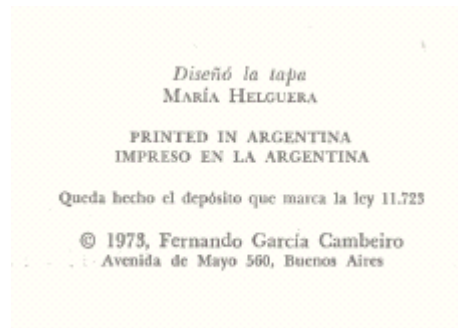 Diseñó la tapa
MARÍA HELGUERA
PRINTED IN ARGENTINA
IMPRESO EN LA ARGENTINA
Queda hecho el depósito que marca la ley 11.723
© 1973, Fernando García Cambeiro
Avenida de Mayo 560, Buenos Aires